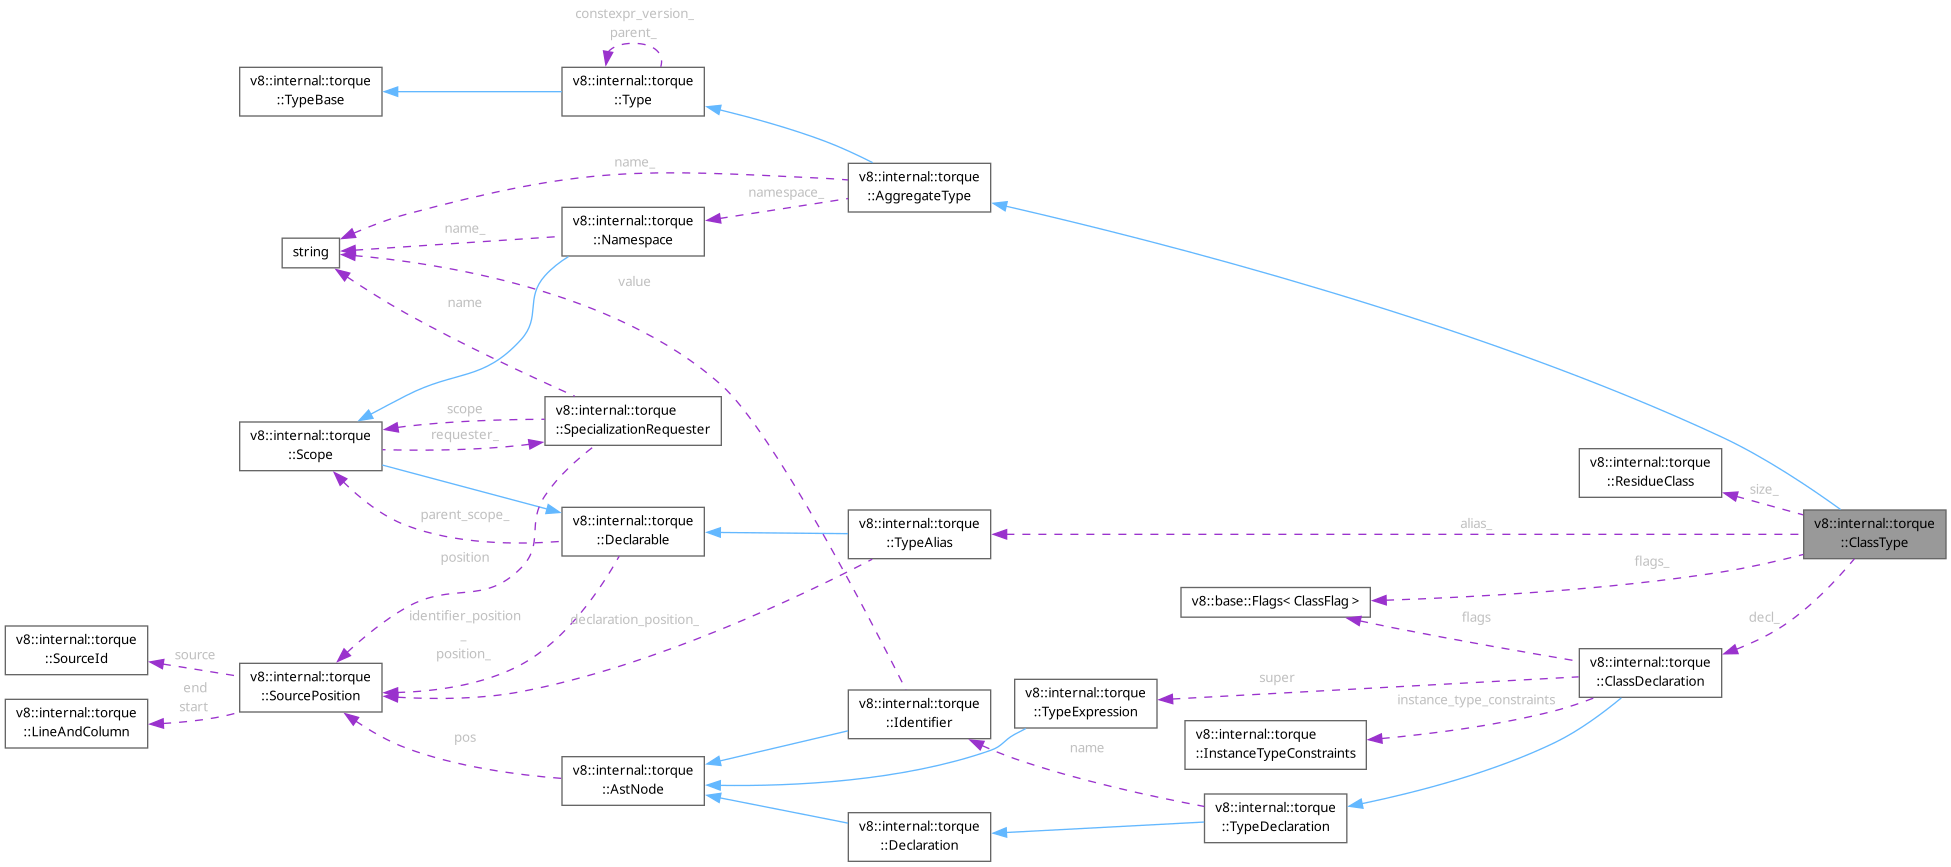 constexpr_version_
parent_
v8::internal::torque
::TypeBase
v8::internal::torque
::Type
v8::internal::torque
::AggregateType
name_
namespace_
v8::internal::torque
::Namespace
name_
string
value
name
v8::internal::torque
::SpecializationRequester
scope
requester_
v8::internal::torque
::Scope
v8::internal::torque
::ResidueClass
size_
v8::internal::torque
::ClassType
parent_scope_
v8::internal::torque
::Declarable
v8::internal::torque
::TypeAlias
alias_
position
flags_
v8::base::Flags< ClassFlag >
identifier_position
_
position_
declaration_position_
flags
decl_
v8::internal::torque
::SourceId
source
v8::internal::torque
::SourcePosition
end
start
v8::internal::torque
::LineAndColumn
v8::internal::torque
::ClassDeclaration
super
v8::internal::torque
::TypeExpression
instance_type_constraints
v8::internal::torque
::Identifier
v8::internal::torque
::InstanceTypeConstraints
pos
name
v8::internal::torque
::AstNode
v8::internal::torque
::TypeDeclaration
v8::internal::torque
::Declaration